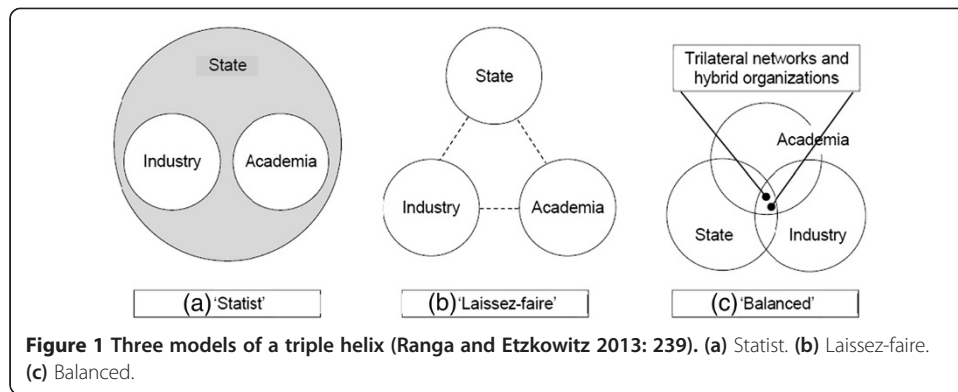 State
Industry
Academia
(a) 'Statist'
State
Industry
Academia
(b) 'Laissez-faire'
Trilateral networks and
hybrid organizations
Academia
State
Industry
(c) 'Balanced'
Figure 1 Three models of a triple helix (Ranga and Etzkowitz 2013: 239). (a) Statist. (b) Laissez-faire.
(c) Balanced.